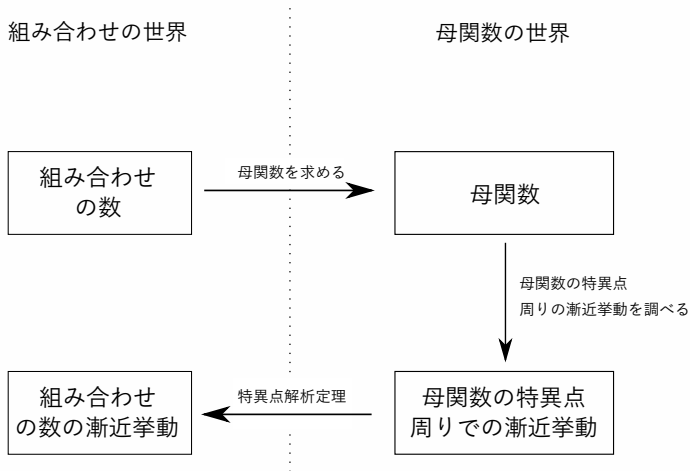 組み合わせの世界
母関数の世界
組み合わせ
の数
母関数を求める
母関数
母関数の特異点
周りの漸近挙動を調べる
組み合わせ
の数の漸近挙動
特異点解析定理
母関数の特異点
周りでの漸近挙動